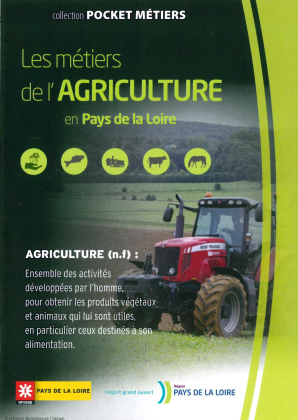 collection POCKET MÉTIERS
Les métiers
de l'AGRICULTURE
en Pays de la Loire
AGRICULTURE (n.f) :
Ensemble des activités
développées par l'homme,
pour obtenir les produits végétaux
et animaux qui lui sont utiles,
en particulier ceux destinés à son
alimentation.
onisep
PAYS DE LA LOIRE
l'esprit grand ouvert
Région
PAYS DE LA LOIRE